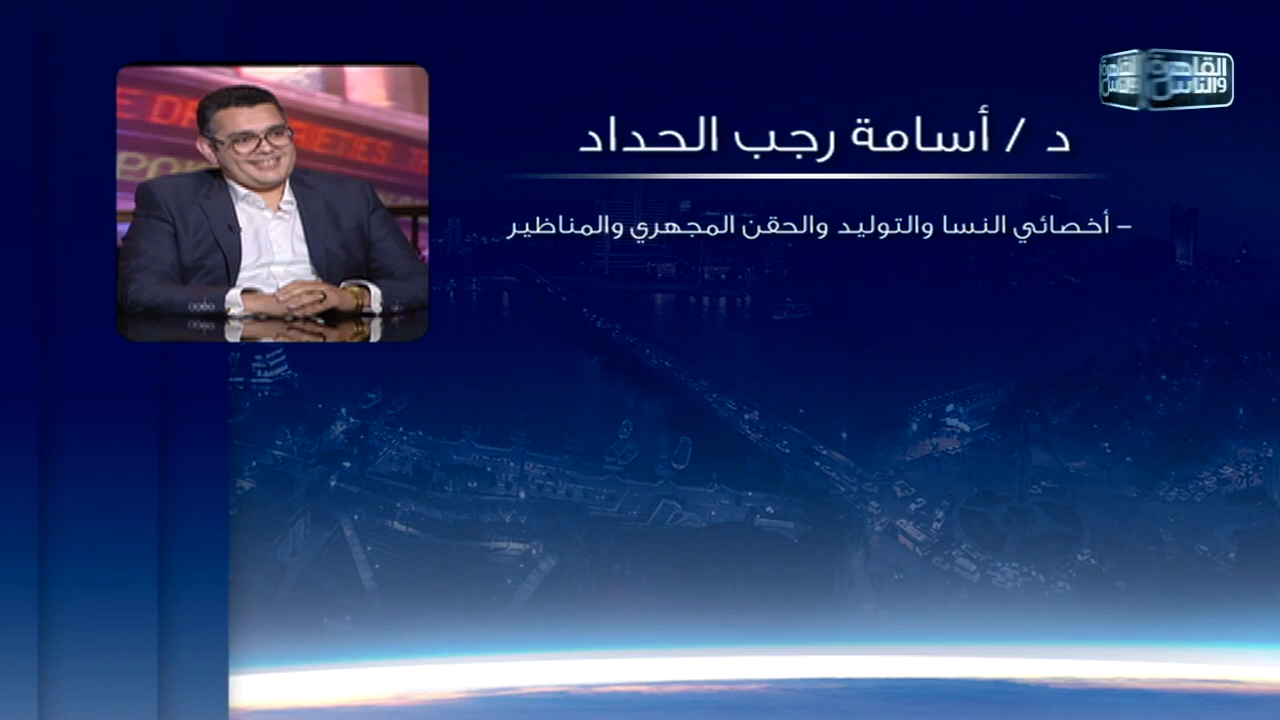 القاهرة والناس
د / أسامة رجب الحداد
- أخصائي النسا والتوليد والحقن المجهري والمناظير